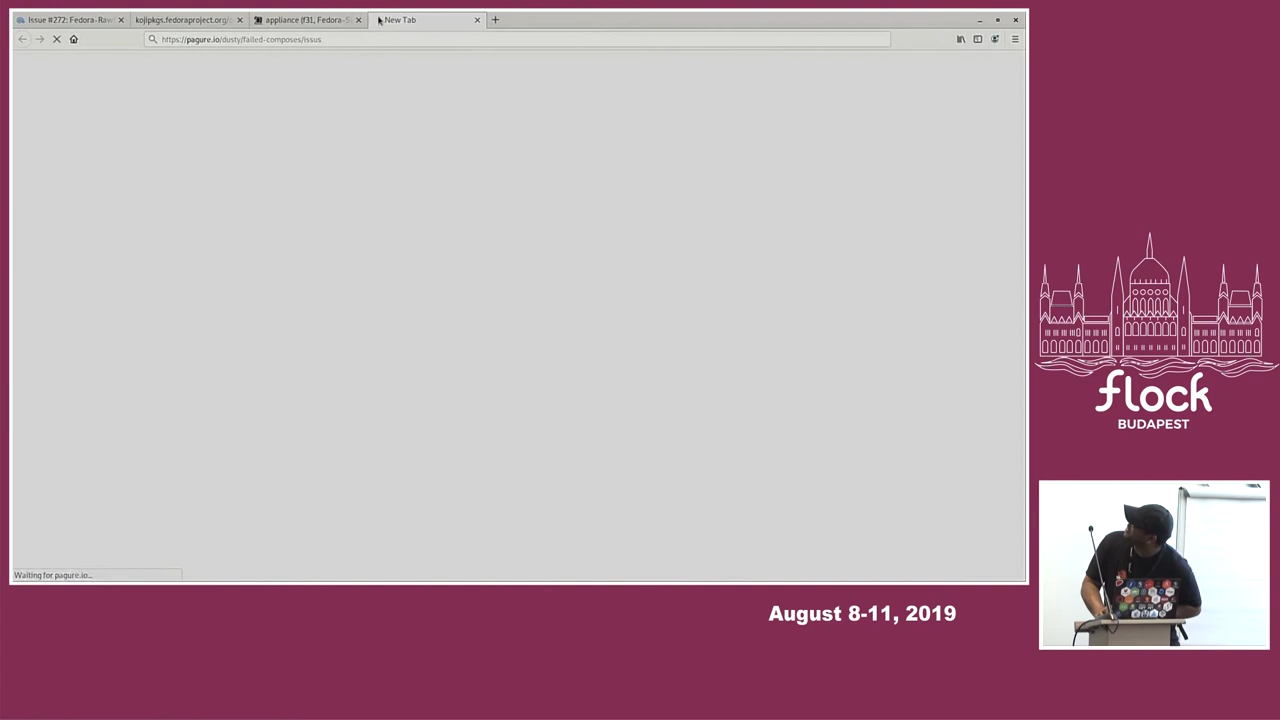 Issue #272: Fedora-Raw
kojipkgs.fedoraproject.org/
appliance (f31, Fedora-S
New Tab
https://pagure.io/dusty/failed-composes/issus
Waiting for pagure.io...
flock
BUDAPEST
August 8-11, 2019